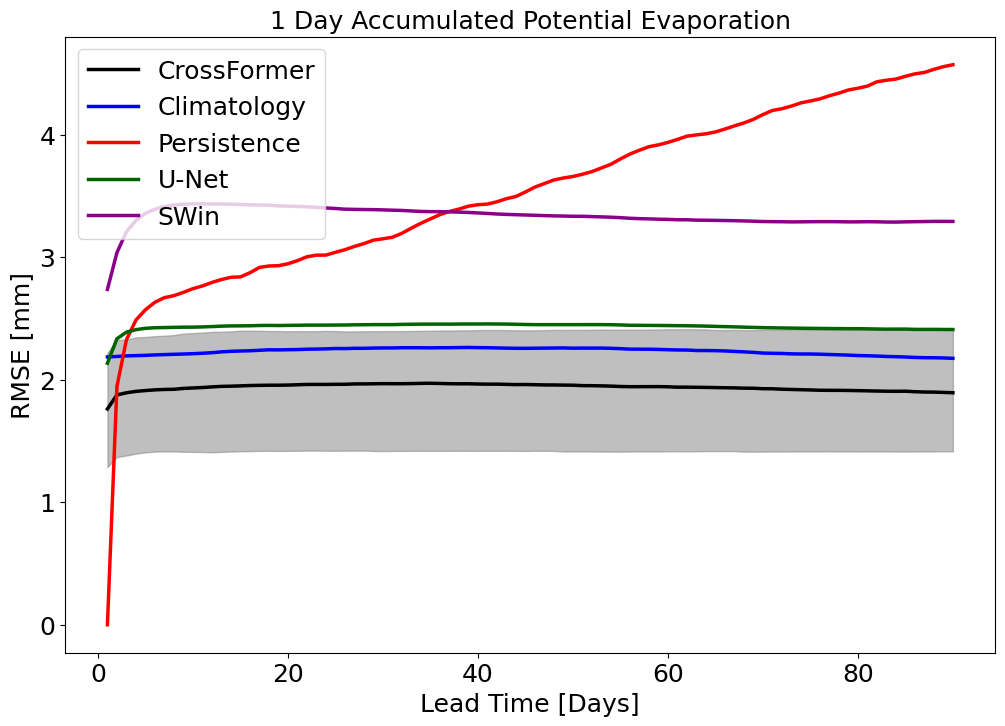 1 Day Accumulated Potential Evaporation
CrossFormer
Climatology
Persistence
U-Net
SWin
RMSE [mm]
4
3
2
1
0
0 20 40 60 80
Lead Time [Days]